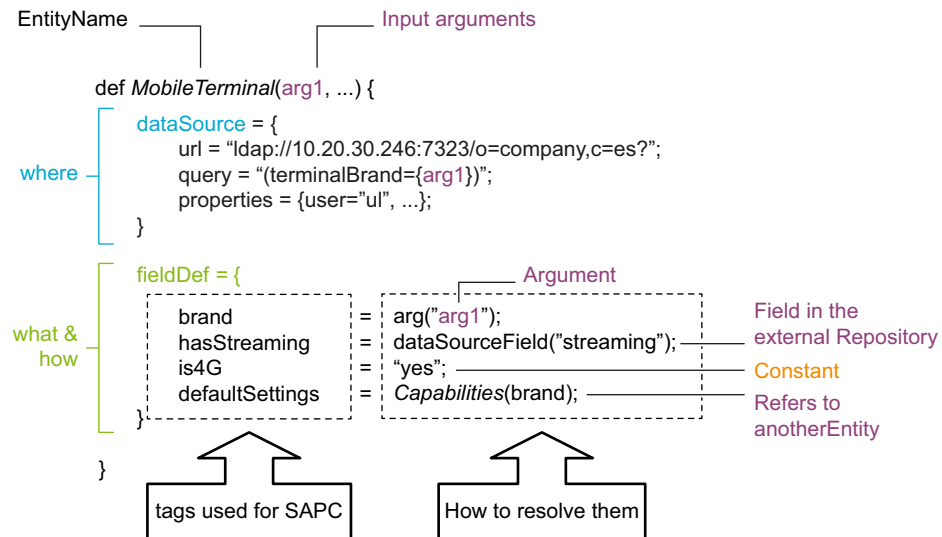 EntityName
Input arguments
def MobileTerminal(arg1, ...) {
where
dataSource = {
url = “ldap://10.20.30.246:7323/o=company,c=es?”;
query = “(terminalBrand={arg1})”;
properties = {user=”ul”, ...};
}
what &
how
fieldDef = {
Argument
brand = arg(”arg1”);
hasStreaming = dataSourceField(”streaming”);
is4G = “yes”;
defaultSettings = Capabilities(brand);
}
Field in the
external Repository
Constant
Refers to
anotherEntity
}
tags used for SAPC
How to resolve them